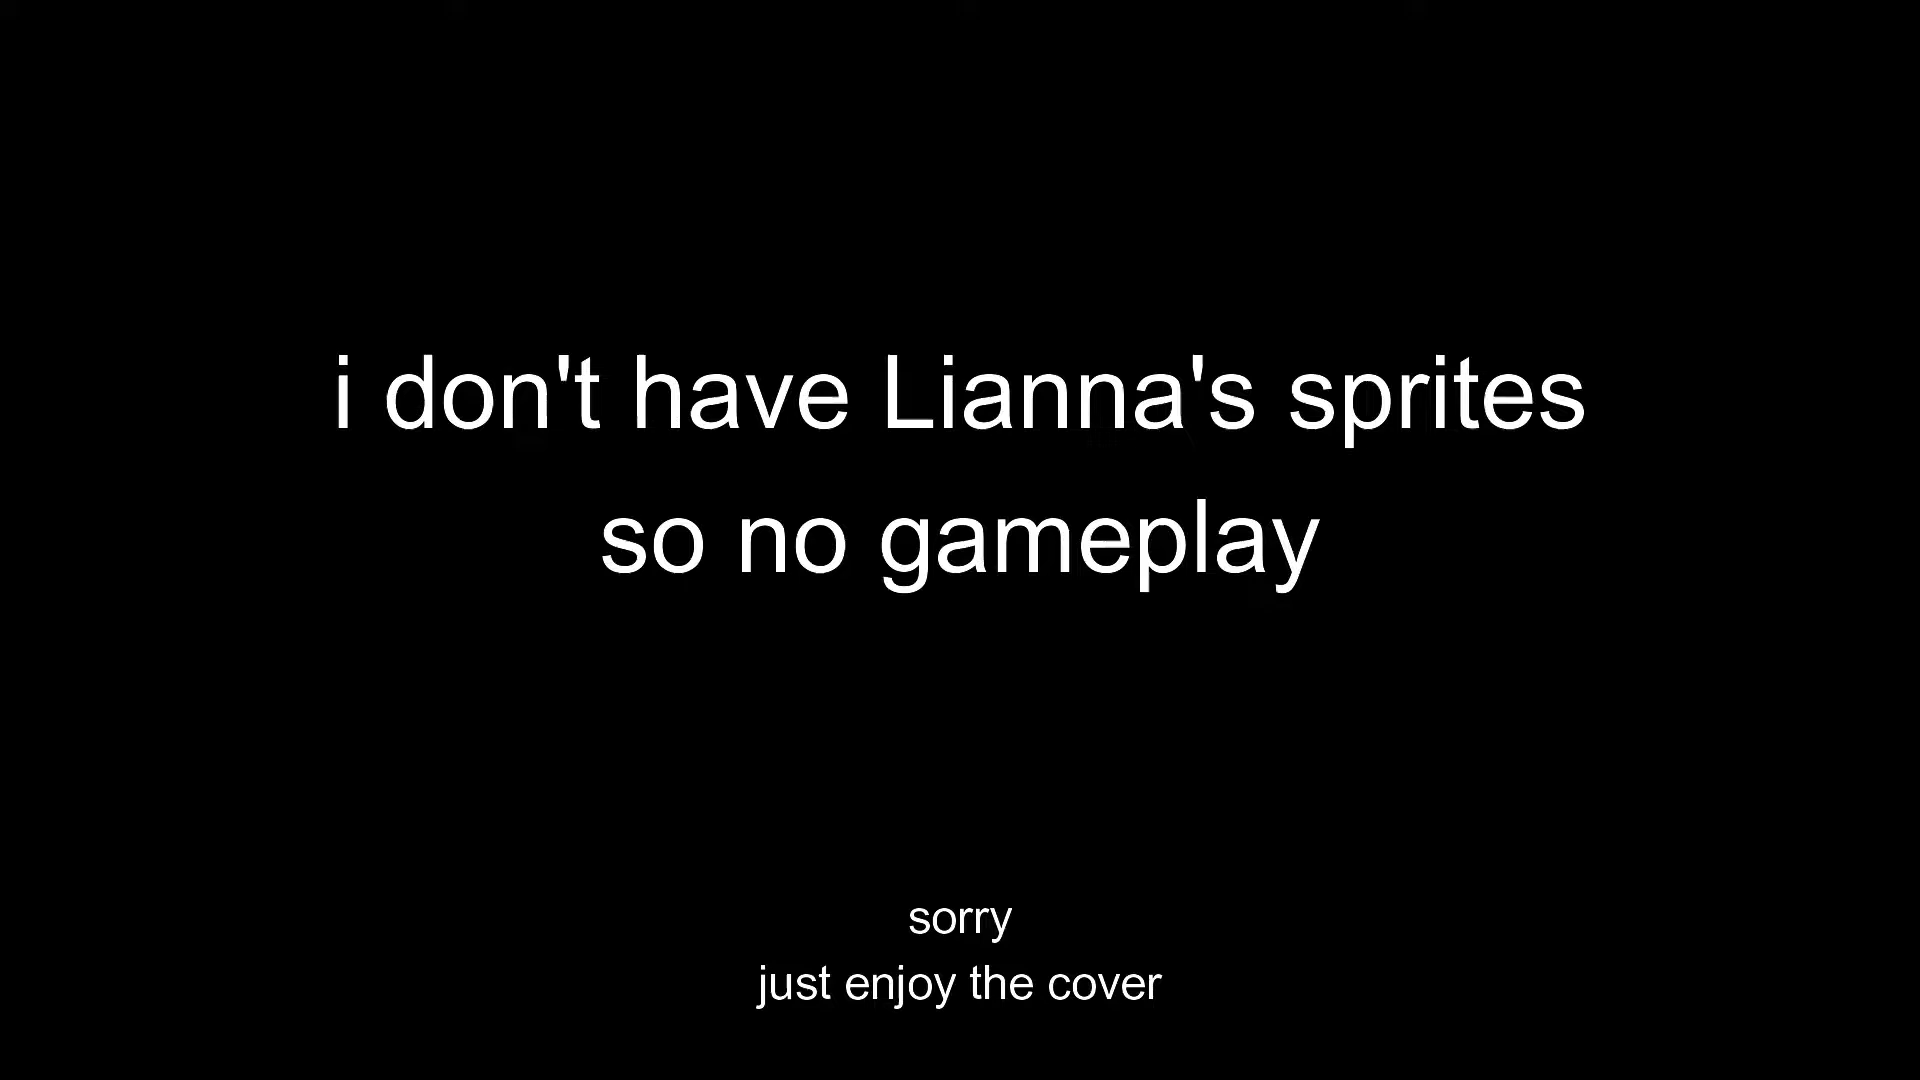 i don't have Lianna's sprites
so no gameplay
sorry
just enjoy the cover